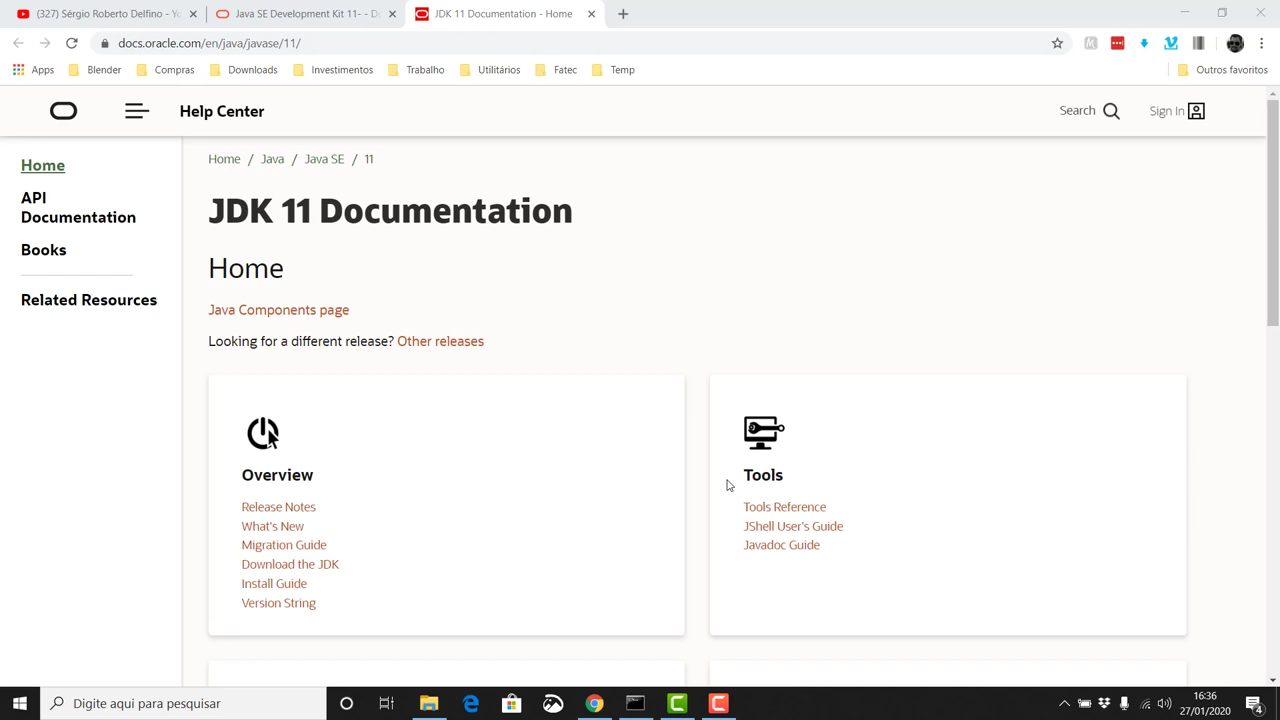 (327) Sérgio Roberto Delfino - Yo
Java SE Development Kit 11- - D
JDK 11 Documentation - Home
docs.oracle.com/en/java/javase/11/
Apps
Blender
Compras
Downloads
Investimentos
Trabalho
Utilitários
Fatec
Temp
Outros favoritos
Help Center
Search
Sign In
Home
API
Documentation
Books
Related Resources
Home / Java / Java SE / 11
JDK 11 Documentation
Home
Java Components page
Looking for a different release? Other releases
Overview
Release Notes
What's New
Migration Guide
Download the JDK
Install Guide
Version String
Tools
Tools Reference
JShell User's Guide
Javadoc Guide
Digite aqui para pesquisar
16:36
27/01/2020
4